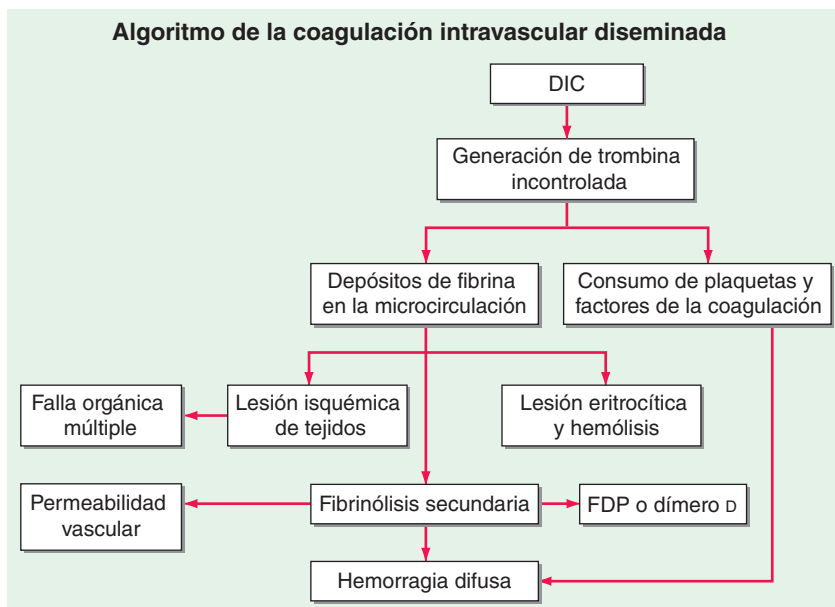 Algoritmo de la coagulación intravascular diseminada
DIC
Generación de trombina
incontrolada
Depósitos de fibrina
en la microcirculación
Consumo de plaquetas y
factores de la coagulación
Falla orgánica
múltiple
Lesión isquémica
de tejidos
Lesión eritrocítica
y hemólisis
Permeabilidad
vascular
Fibrinólisis secundaria
FDP o dímero D
Hemorragia difusa